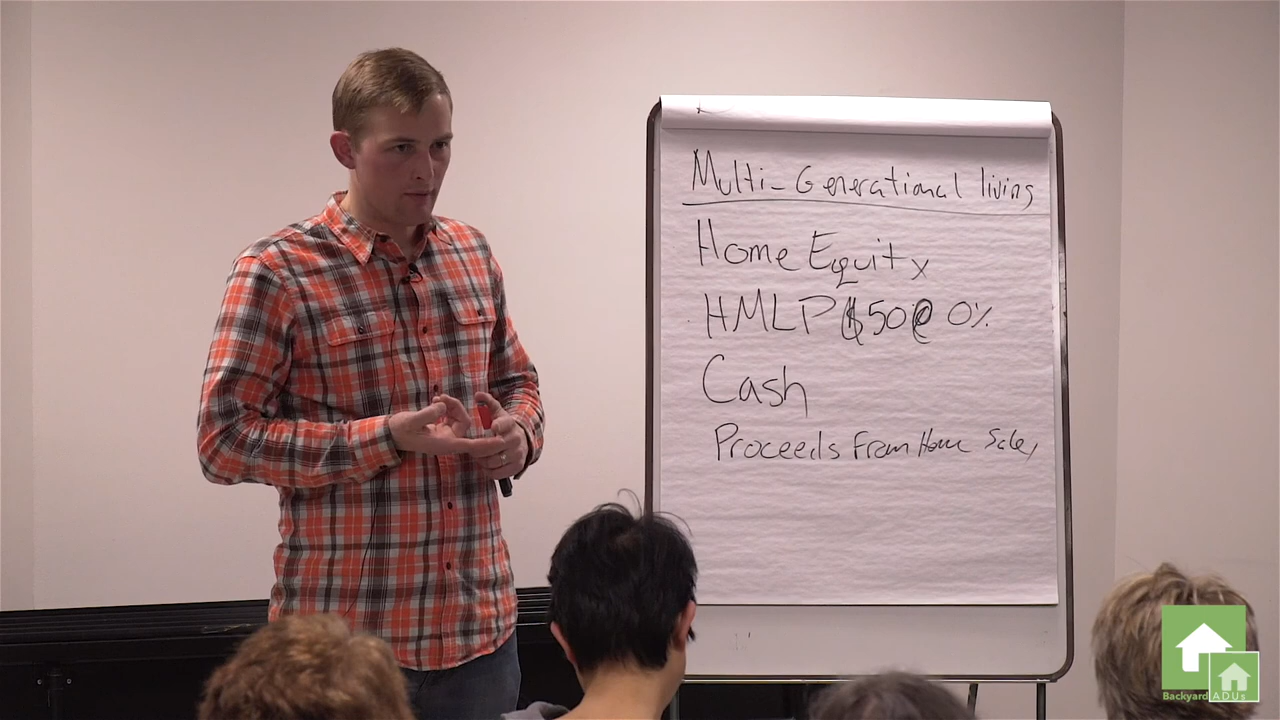 Multi-Generational living
Home Equity
HMLP $50@ 0%
Cash
Proceeds From Home Sale,
Backyard ADUs